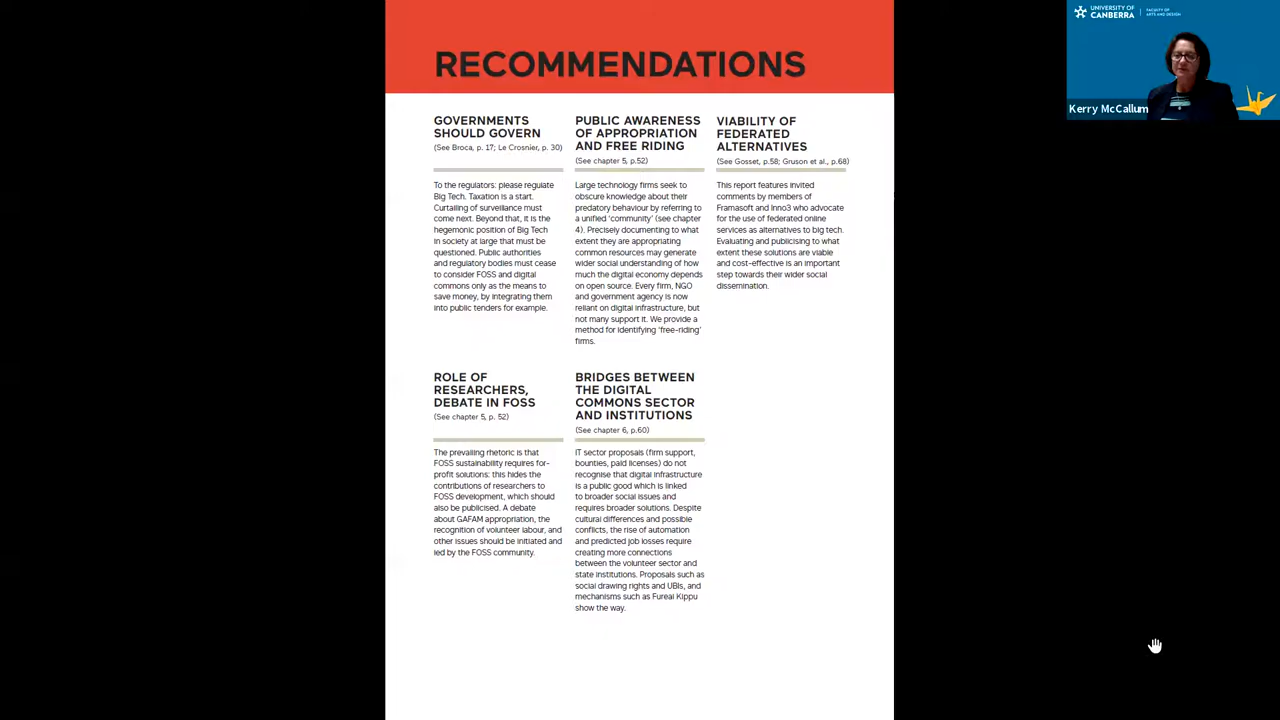 RECOMMENDATIONS
GOVERNMENTS
SHOULD GOVERN
(See Broca, p. 17; Le Crosnier, p. 30)
To the regulators: please regulate
Big Tech. Taxation is a start.
Curtailing of surveillance must
come next. Beyond that, it is the
hegemonic position of Big Tech
in society at large that must be
questioned. Public authorities
and regulatory bodies must cease
to consider FOSS and digital
commons only as the means to
save money, by integrating them
into public tenders for example.
PUBLIC AWARENESS
OF APPROPRIATION
AND FREE RIDING
(See chapter 5, p.52)
Large technology firms seek to
obscure knowledge about their
predatory behaviour by referring to
a unified 'community' (see chapter
4). Precisely documenting to what
extent they are appropriating
common resources may generate
wider social understanding of how
much the digital economy depends
on open source. Every firm, NGO
and government agency is now
reliant on digital infrastructure, but
not many support it. We provide a
method for identifying 'free-riding'
firms.
VIABILITY OF
FEDERATED
ALTERNATIVES
(See Gosset, p.58; Gruson et al., p.68)
This report features invited
comments by members of
Framasoft and Inno3 who advocate
for the use of federated online
services as alternatives to big tech.
Evaluating and publicising to what
extent these solutions are viable
and cost-effective is an important
step towards their wider social
dissemination.
ROLE OF
RESEARCHERS,
DEBATE IN FOSS
(See chapter 5, p. 52)
The prevailing rhetoric is that
FOSS sustainability requires for-
profit solutions: this hides the
contributions of researchers to
FOSS development, which should
also be publicised. A debate
about GAFAM appropriation, the
recognition of volunteer labour, and
other issues should be initiated and
led by the FOSS community.
BRIDGES BETWEEN
THE DIGITAL
COMMONS SECTOR
AND INSTITUTIONS
(See chapter 6, p.60)
IT sector proposals (firm support,
bounties, paid licenses) do not
recognise that digital infrastructure
is a public good which is linked
to broader social issues and
requires broader solutions. Despite
cultural differences and possible
conflicts, the rise of automation
and predicted job losses require
creating more connections
between the volunteer sector and
state institutions. Proposals such as
social drawing rights and UBIs, and
mechanisms such as Fureai Kippu
show the way.
UNIVERSITY OF
CANBERRA
FACULTY OF
ARTS AND DESIGN
Kerry McCallum